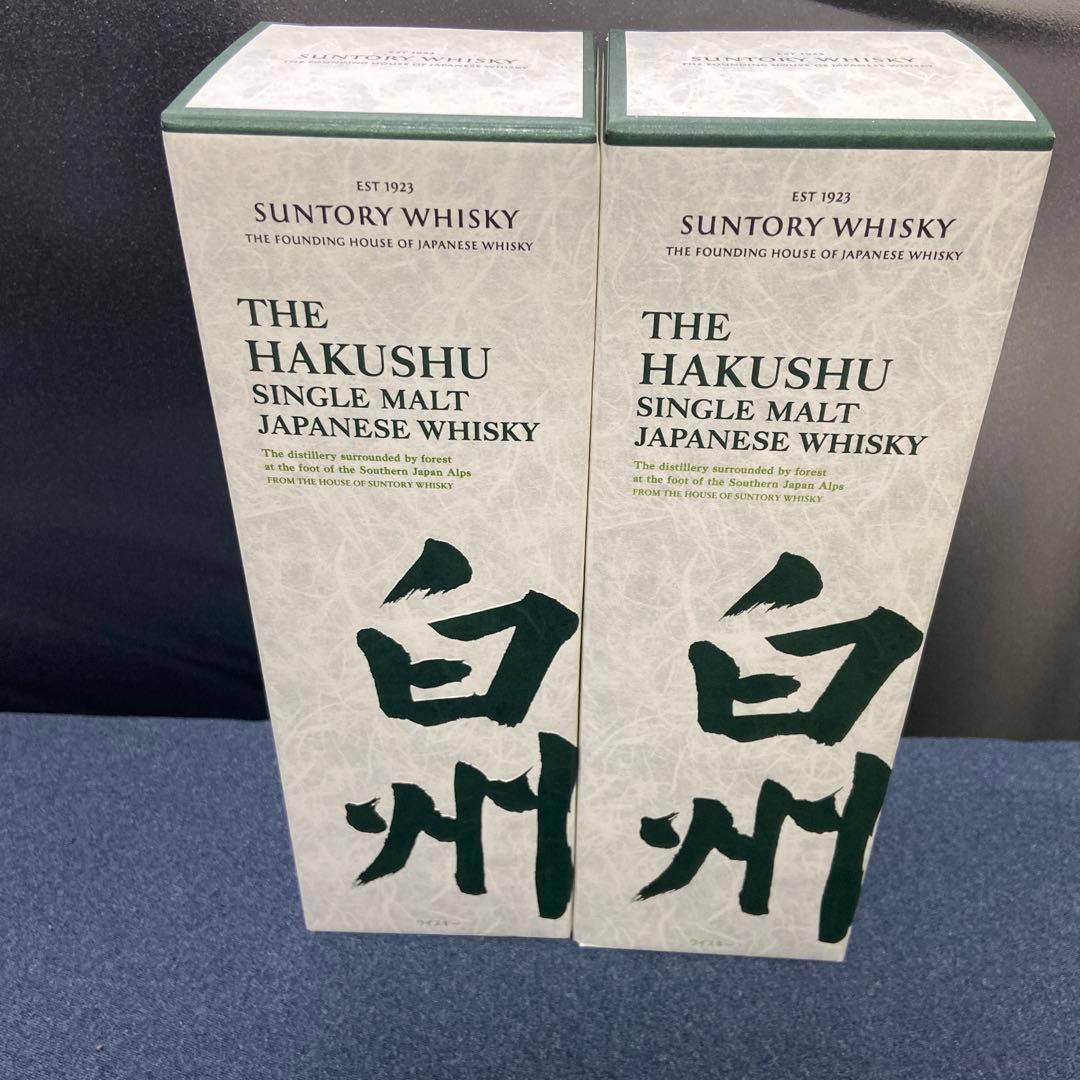 EST 1923
SUNTORY WHISKY
THE FOUNDING HOUSE OF JAPANESE WHISKY
EST 1923
SUNTORY WHISKY
THE FOUNDING HOUSE OF JAPANESE WHISKY
THE
HAKUSHU
SINGLE MALT
JAPANESE WHISKY
The distillery surrounded by forest
at the foot of the Southern Japan Alps
FROM THE HOUSE OF SUNTORY WHISKY
白
州
ウイスキー
EST 1923
SUNTORY WHISKY
THE FOUNDING HOUSE OF JAPANESE WHISKY
EST 1923
SUNTORY WHISKY
THE FOUNDING HOUSE OF JAPANESE WHISKY
THE
HAKUSHU
SINGLE MALT
JAPANESE WHISKY
The distillery surrounded by forest
at the foot of the Southern Japan Alps
FROM THE HOUSE OF SUNTORY WHISKY
白
州
ウイスキー